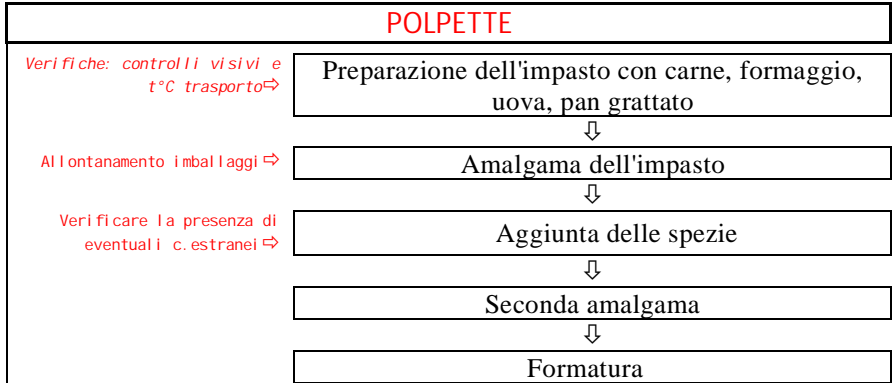 POLPETTE
Verifiche: controlli visivi e
t°C trasporto⇨
Preparazione dell'impasto con carne, formaggio,
uova, pan grattato
⇩
Allontanamento imballaggi⇨
Amalgama dell'impasto
⇩
Verificare la presenza di
eventuali c.estranei⇨
Aggiunta delle spezie
⇩
Seconda amalgama
⇩
Formatura